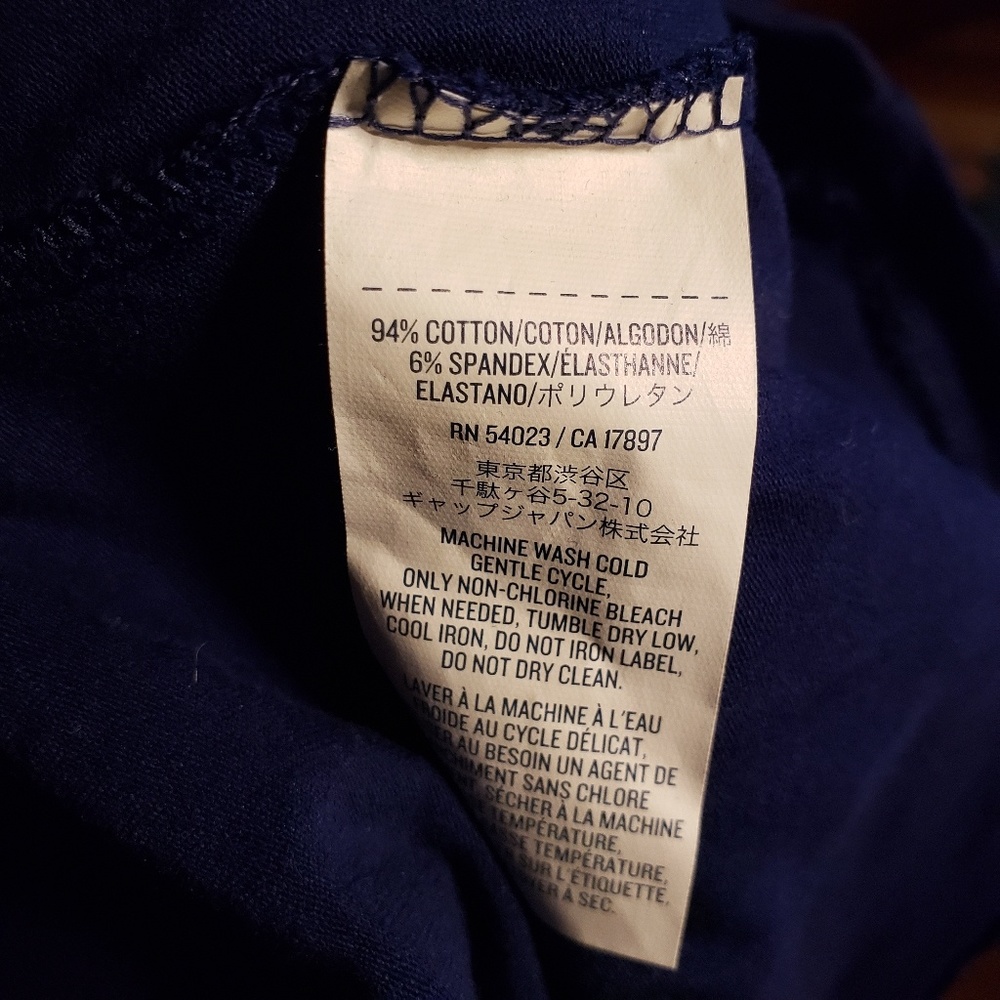 94% COTTON/COTON/ALGODON/綿
6% SPANDEX/ÉLASTHANNE/
ELASTANO/ポリウレタン
RN 54023 / CA 17897
東京都渋谷区
千駄ヶ谷5-32-10
ギャップジャパン株式会社
MACHINE WASH COLD
GENTLE CYCLE,
ONLY NON-CHLORINE BLEACH
WHEN NEEDED, TUMBLE DRY LOW,
COOL IRON, DO NOT IRON LABEL,
DO NOT DRY CLEAN.
LAVER À LA MACHINE À L'EAU
FROIDE AU CYCLE DÉLICAT,
AU BESOIN UN AGENT DE
SANS CHLORE
SÉCHER À LA MACHINE
TEMPÉRATURE,
TEMPÉRATURE,
SUR L'ÉTIQUETTE,
À SEC.